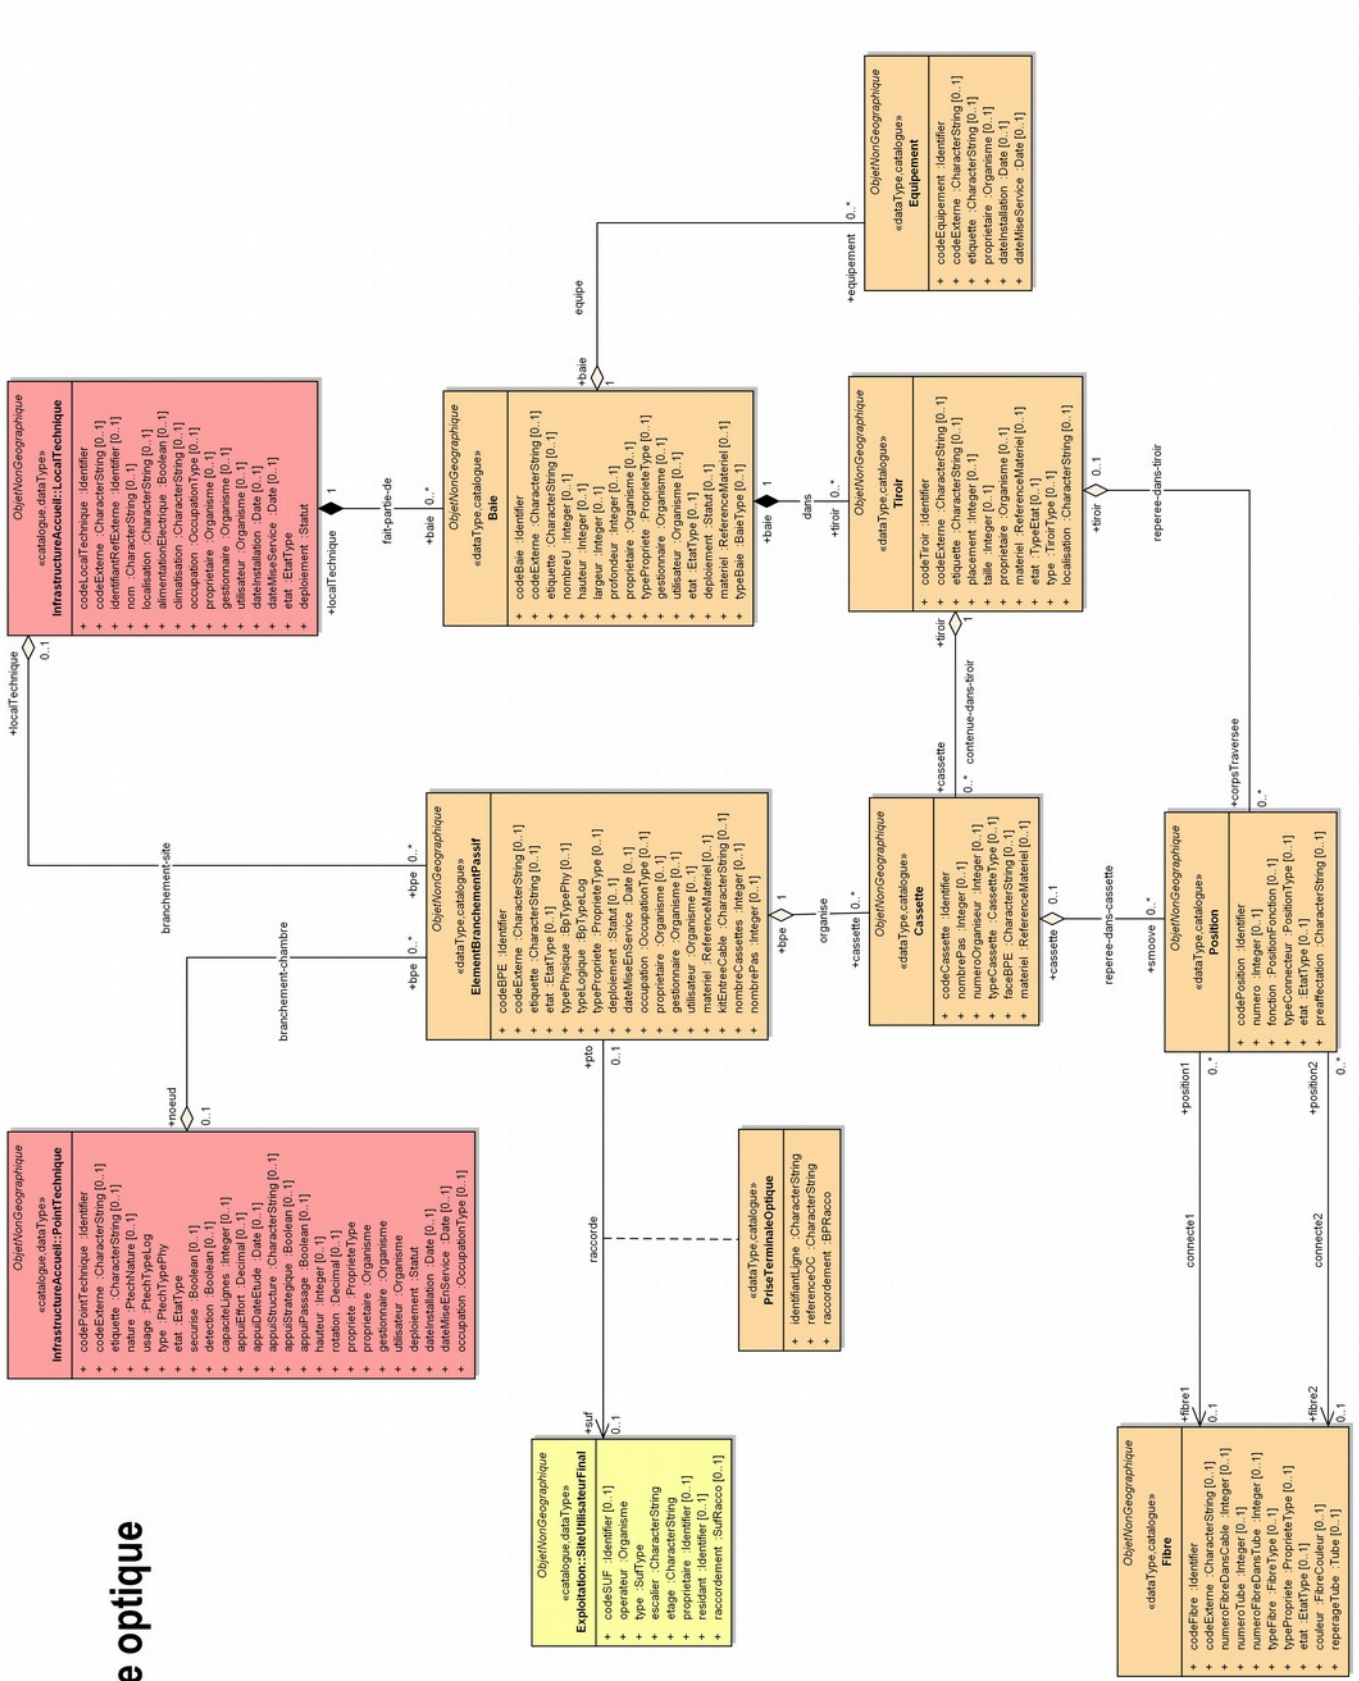 e optique
ObjetNonGeographique
«catalogue,dataType»
InfrastructureAccueil::PointTechnique
+ codePointTechnique :Identifier
+ codeExterne :CharacterString [0..1]
+ etiquette :CharacterString [0..1]
+ nature :PtechNature [0..1]
+ usage :PtechTypeLog
+ type :PtechTypePhy
+ etat :EtatType
+ securise :Boolean [0..1]
+ detection :Boolean [0..1]
+ capaciteLignes :Integer [0..1]
+ appuiEffort :Decimal [0..1]
+ appuiDateEtude :Date [0..1]
+ appuiStructure :CharacterString [0..1]
+ appuiStrategique :Boolean [0..1]
+ appuiPassage :Boolean [0..1]
+ hauteur :Integer [0..1]
+ rotation :Decimal [0..1]
+ propriete :ProprieteType
+ proprietaire :Organisme
+ gestionnaire :Organisme
+ utilisateur :Organisme
+ deploiement :Statut
+ dateInstallation :Date [0..1]
+ dateMiseEnService :Date [0..1]
+ occupation :OccupationType [0..1]
+noeud
0..1
branchement-chambre
+bpe 0..*
branchement-site
+bpe 0..*
+localTechnique
0..1
ObjetNonGeographique
«catalogue,dataType»
InfrastructureAccueil::LocalTechnique
+ codeLocalTechnique :Identifier
+ codeExterne :CharacterString [0..1]
+ identifiantRefExterne :Identifier [0..1]
+ nom :CharacterString [0..1]
+ localisation :CharacterString [0..1]
+ alimentationElectrique :Boolean [0..1]
+ climatisation :CharacterString [0..1]
+ occupation :OccupationType [0..1]
+ proprietaire :Organisme [0..1]
+ gestionnaire :Organisme [0..1]
+ utilisateur :Organisme [0..1]
+ dateInstallation :Date [0..1]
+ dateMiseService :Date [0..1]
+ etat :EtatType
+ deploiement :Statut
+localTechnique 1
fait-partie-de
+baie 0..*
ObjetNonGeographique
«dataType,catalogue»
ElementBranchementPassif
+ codeBPE :Identifier
+ codeExterne :CharacterString [0..1]
+ etiquette :CharacterString [0..1]
+ etat :EtatType [0..1]
+ typePhysique :BpTypePhy [0..1]
+ typeLogique :BpTypeLog
+ typePropriete :ProprieteType [0..1]
+ deploiement :Statut [0..1]
+ dateMiseEnService :Date [0..1]
+ occupation :OccupationType [0..1]
+ proprietaire :Organisme [0..1]
+ gestionnaire :Organisme [0..1]
+ utilisateur :Organisme [0..1]
+ materiel :ReferenceMateriel [0..1]
+ kitEntreeCable :CharacterString [0..1]
+ nombreCassettes :Integer [0..1]
+ nombrePas :Integer [0..1]
ObjetNonGeographique
«dataType,catalogue»
Baie
+ codeBaie :Identifier
+ codeExterne :CharacterString [0..1]
+ etiquette :CharacterString [0..1]
+ nombreU :Integer [0..1]
+ hauteur :Integer [0..1]
+ largeur :Integer [0..1]
+ profondeur :Integer [0..1]
+ proprietaire :Organisme [0..1]
+ typePropriete :ProprieteType [0..1]
+ gestionnaire :Organisme [0..1]
+ utilisateur :Organisme [0..1]
+ etat :EtatType [0..1]
+ deploiement :Statut [0..1]
+ materiel :ReferenceMateriel [0..1]
+ typeBaie :BaieType [0..1]
+baie
1
equipe
+equipement 0..*
ObjetNonGeographique
«catalogue,dataType»
Exploitation::SiteUtilisateurFinal
+ codeSUF :Identifier [0..1]
+ operateur :Organisme
+ type :SufType
+ escalier :CharacterString
+ etage :CharacterString
+ proprietaire :Identifier [0..1]
+ residant :Identifier [0..1]
+ raccordement :SufRacco [0..1]
+suf
0..1
raccorde
+pto
0..1
ObjetNonGeographique
«dataType,catalogue»
Equipement
+ codeEquipement :Identifier
+ codeExterne :CharacterString [0..1]
+ etiquette :CharacterString [0..1]
+ proprietaire :Organisme [0..1]
+ dateInstallation :Date [0..1]
+ dateMiseService :Date [0..1]
«dataType,catalogue»
PriseTerminaleOptique
+ identifiantLigne :CharacterString
+ referenceOC :CharacterString
+ raccordement :BPRacco
+bpe 1
organise
+cassette 0..*
+baie 1
dans
+tiroir 0..*
ObjetNonGeographique
«dataType,catalogue»
Cassette
+ codeCassette :Identifier
+ nombrePas :Integer [0..1]
+ numeroOrganiseur :Integer [0..1]
+ typeCassette :CassetteType [0..1]
+ faceBPE :CharacterString [0..1]
+ materiel :ReferenceMateriel [0..1]
+cassette
0..*
contenue-dans-tiroir
+tiroir
1
ObjetNonGeographique
«dataType,catalogue»
Tiroir
+ codeTiroir :Identifier
+ codeExterne :CharacterString [0..1]
+ etiquette :CharacterString [0..1]
+ placement :Integer [0..1]
+ taille :Integer [0..1]
+ proprietaire :Organisme [0..1]
+ materiel :ReferenceMateriel [0..1]
+ etat :TypeEtat [0..1]
+ type :TiroirType [0..1]
+ localisation :CharacterString [0..1]
+cassette 0..1
repere-dans-cassette
+smoove 0..*
+tiroir 0..1
reperee-dans-tiroir
+corpsTraversee
0..*
ObjetNonGeographique
«dataType,catalogue»
Position
+ codePosition :Identifier
+ numero :Integer [0..1]
+ fonction :PositionFonction [0..1]
+ typeConnecteur :PositionType [0..1]
+ etat :EtatType [0..1]
+ preaffectation :CharacterString [0..1]
+fibre1
0..1
connecte1
+position1
0..*
+fibre2
0..1
connecte2
+position2
0..*
ObjetNonGeographique
«dataType,catalogue»
Fibre
+ codeFibre :Identifier
+ codeExterne :CharacterString [0..1]
+ numeroFibreDansCable :Integer [0..1]
+ numeroTube :Integer [0..1]
+ numeroFibreDansTube :Integer [0..1]
+ typeFibre :FibreType [0..1]
+ typePropriete :ProprieteType [0..1]
+ etat :EtatType [0..1]
+ couleur :FibreCouleur [0..1]
+ reperageTube :Tube [0..1]